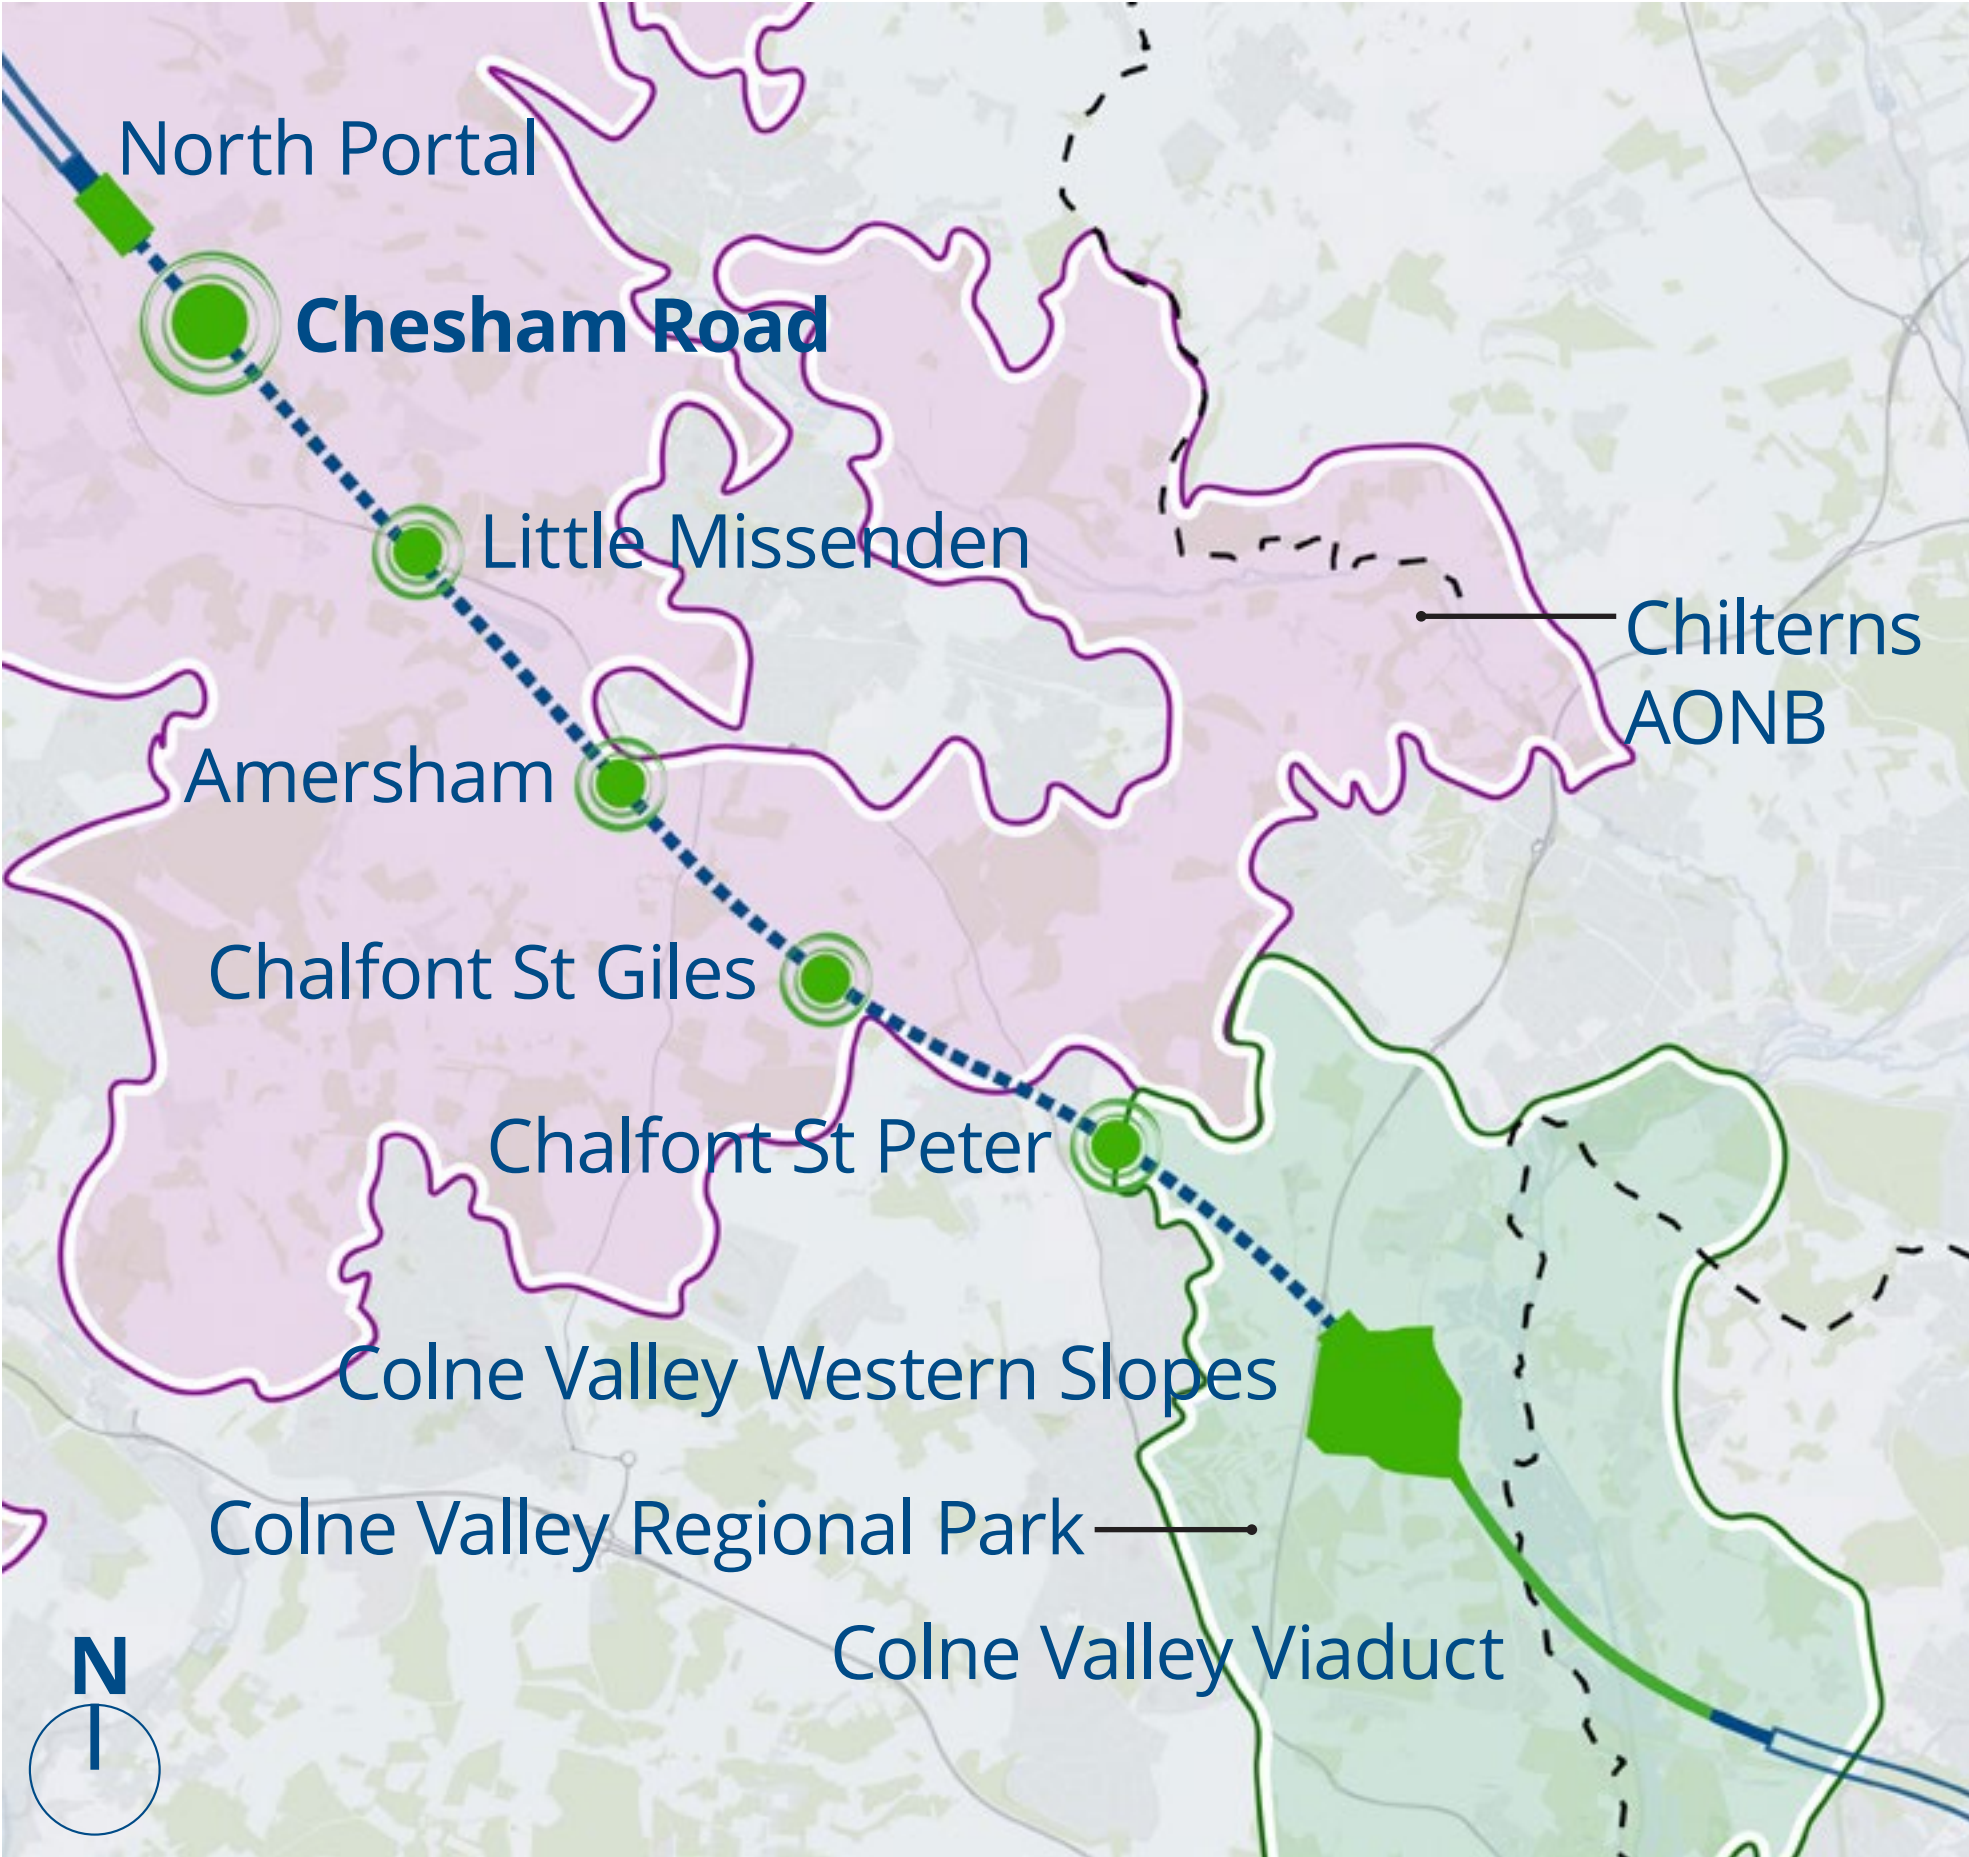 North Portal
Chesham Road
Little Missenden
Chilterns
AONB
Amersham
Chalfont St Giles
Chalfont St Peter
Colne Valley Western Slopes
Colne Valley Regional Park
Colne Valley Viaduct
N